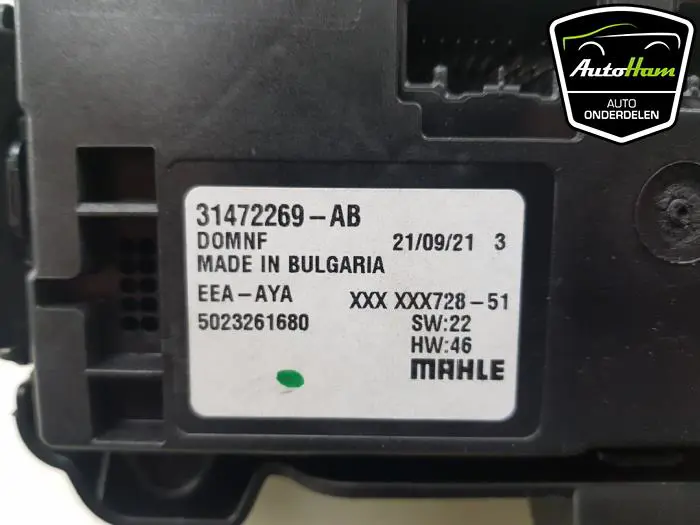 AutoHam
AUTO
ONDERDELEN
31472269-AB
DOMNF 21/09/21 3
MADE IN BULGARIA
EEA-AYA XXX XXX728-51
5023261680 SW:22
HW:46
MAHLE